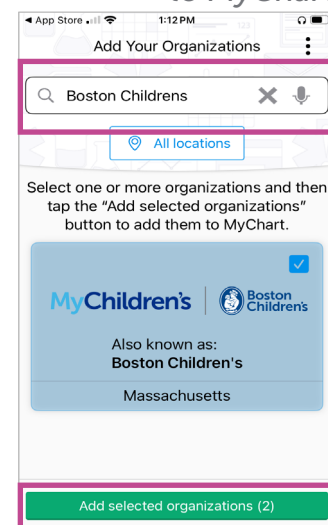 to MyChar
App Store 1:12 PM
Add Your Organizations
Boston Childrens
All locations
Select one or more organizations and then
tap the “Add selected organizations”
button to add them to MyChart.
MyChildren's Boston
Children's
Also known as:
Boston Children's
Massachusetts
Add selected organizations (2)